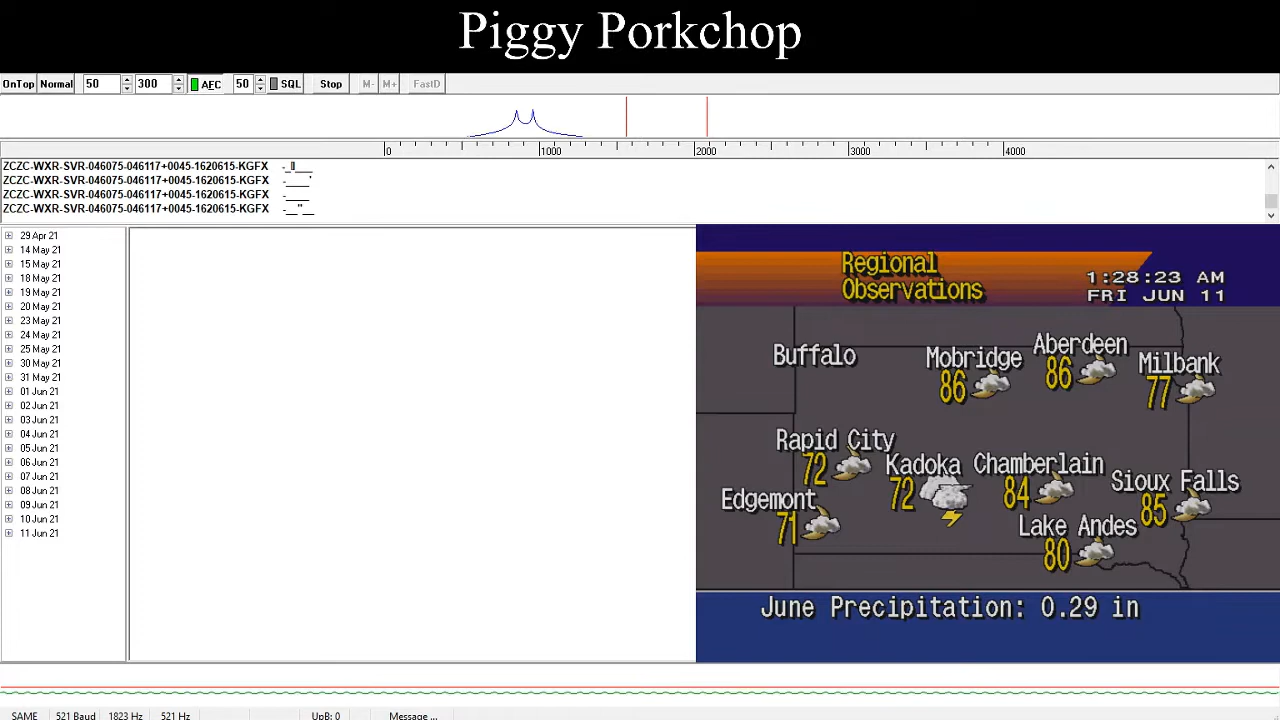 Piggy Porkchop
OnTop Normal 50 300 AFC 50 SQL Stop M- M+ FastD
0 1000 2000 3000 4000
ZCZC-WXR-SVR-046075-046117+0045-1620615-KGFX
ZCZC-WXR-SVR-046075-046117+0045-1620615-KGFX
ZCZC-WXR-SVR-046075-046117+0045-1620615-KGFX
ZCZC-WXR-SVR-046075-046117+0045-1620615-KGFX
29 Apr 21
14 May 21
15 May 21
18 May 21
19 May 21
20 May 21
23 May 21
24 May 21
25 May 21
30 May 21
31 May 21
01 Jun 21
02 Jun 21
03 Jun 21
04 Jun 21
05 Jun 21
06 Jun 21
07 Jun 21
08 Jun 21
09 Jun 21
10 Jun 21
11 Jun 21
Regional
Observations
1:28:23 AM
FRI JUN 11
Buffalo
Mobridge
86
Aberdeen
86
Milbank
77
Rapid City
72
Kadoka
72
Chamberlain
84
Sioux Falls
85
Edgemont
71
Lake Andes
80
June Precipitation: 0.29 in
SAME 521 Baud 1823 Hz 521 Hz UpB: 0 Message ...